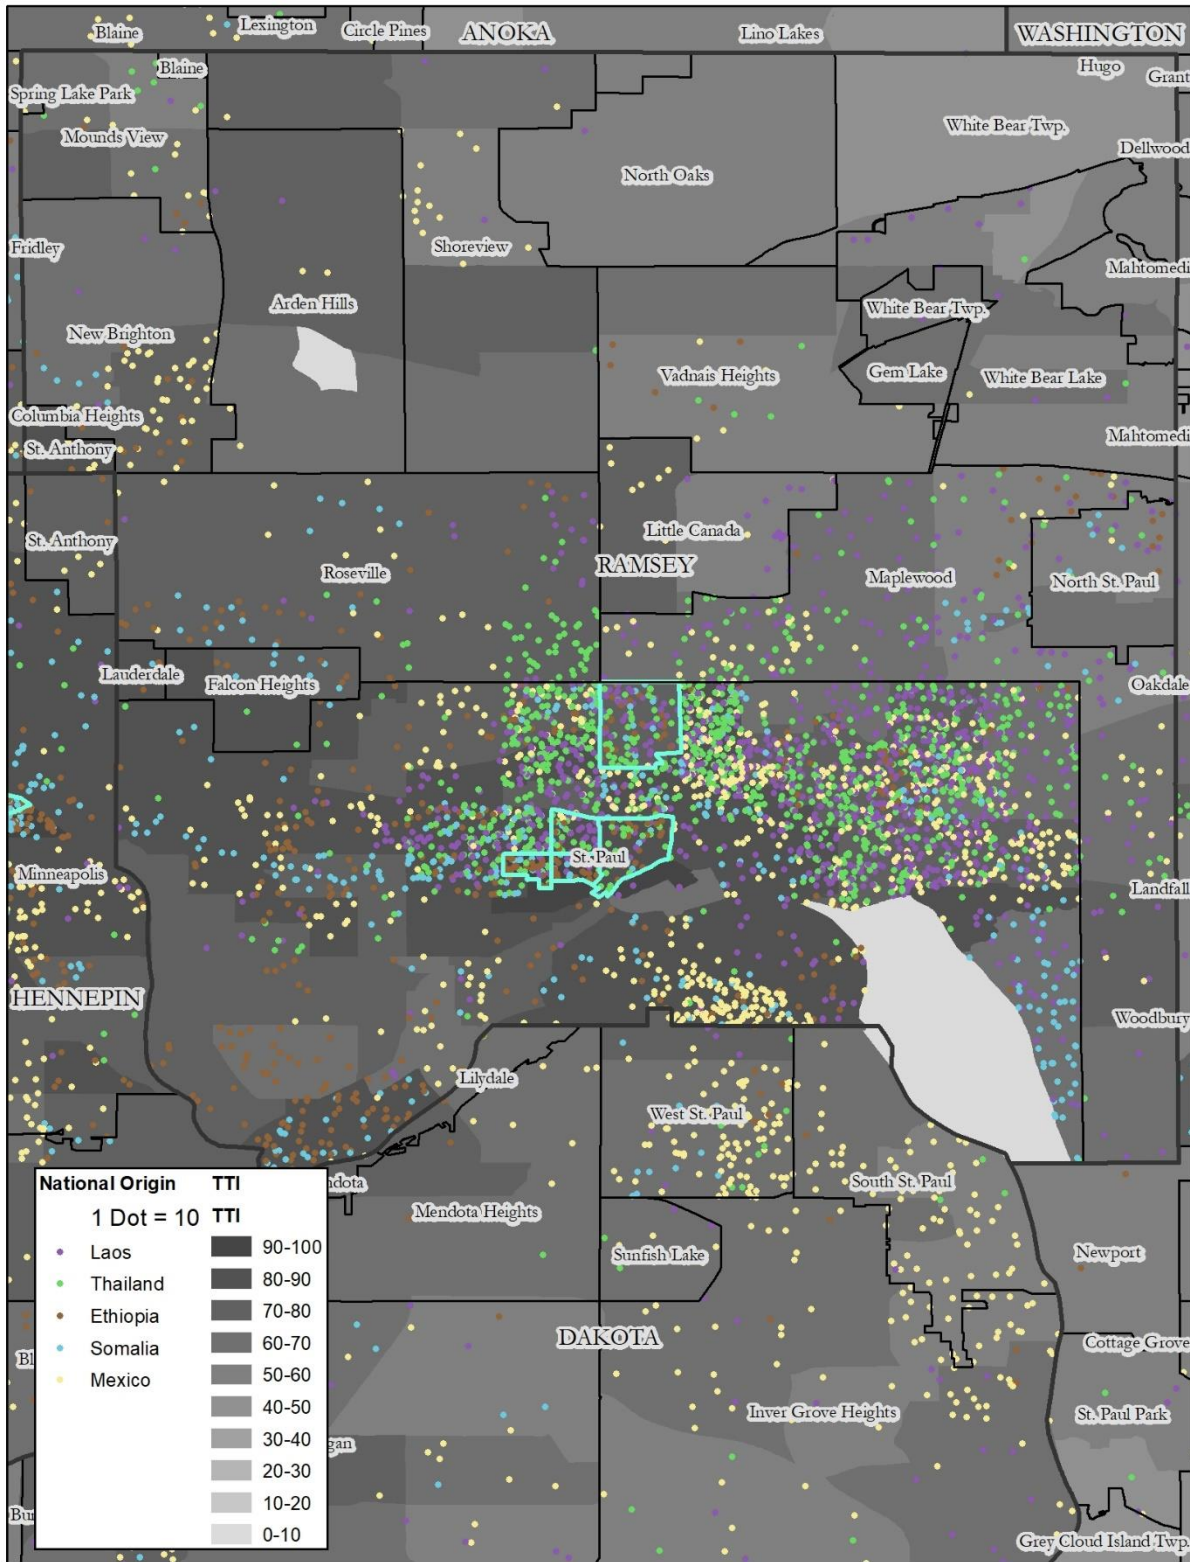 Blaine
Lexington
Circle Pines
ANOKA
Lino Lakes
WASHINGTON
Blaine
Hugo
Grant
Spring Lake Park
Mounds View
White Bear Twp.
Dellwood
North Oaks
Fridley
Shoreview
Mahtomedi
Arden Hills
White Bear Twp.
New Brighton
Vadnais Heights
Gem Lake
White Bear Lake
Columbia Heights
St. Anthony
Mahtomedi
St. Anthony
Little Canada
RAMSEY
Roseville
Maplewood
North St. Paul
Lauderdale
Falcon Heights
Oakdale
St. Paul
Minneapolis
Landfall
HENNEPIN
Woodbury
Lilydale
West St. Paul
South St. Paul
ndota
Mendota Heights
Sunfish Lake
Newport
DAKOTA
Cottage Grove
Bl
Inver Grove Heights
St. Paul Park
gan
Bu
Grey Cloud Island Twp.
National Origin
1 Dot = 10
Laos
Thailand
Ethiopia
Somalia
Mexico
TTI
TTI
90-100
80-90
70-80
60-70
50-60
40-50
30-40
20-30
10-20
0-10